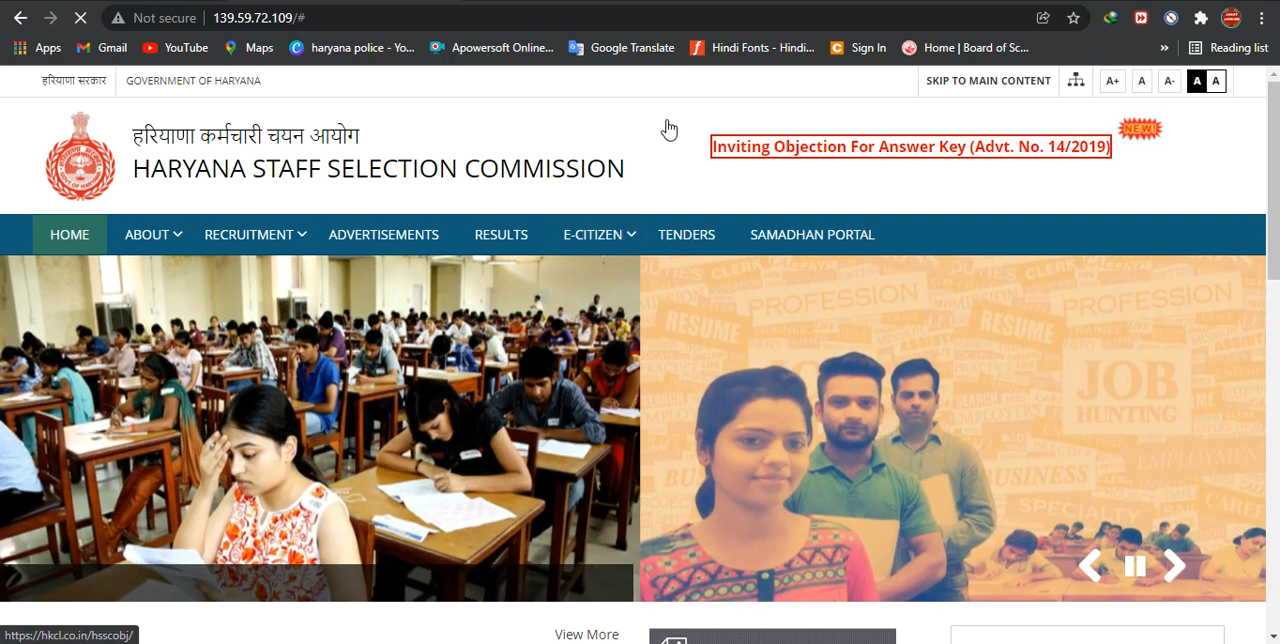 Not secure | 139.59.72.109/#
Apps Gmail YouTube Maps haryana police - Yo... Apowersoft Online... Google Translate Hindi Fonts - Hindi... Sign In Home | Board of Sc... » Reading list
हरियाणा सरकार GOVERNMENT OF HARYANA SKIP TO MAIN CONTENT A+ A A- A A
हरियाणा कर्मचारी चयन आयोग
HARYANA STAFF SELECTION COMMISSION
NEW!
Inviting Objection For Answer Key (Advt. No. 14/2019)
HOME ABOUT RECRUITMENT ADVERTISEMENTS RESULTS E-CITIZEN TENDERS SAMADHAN PORTAL
DUTIES CLERK
PROFESSION PROFESSION
RESUME RESUME
JOB
HUNTING
BUSINESS
SPECIALTY
https://hkcl.co.in/hsscobj/
View More